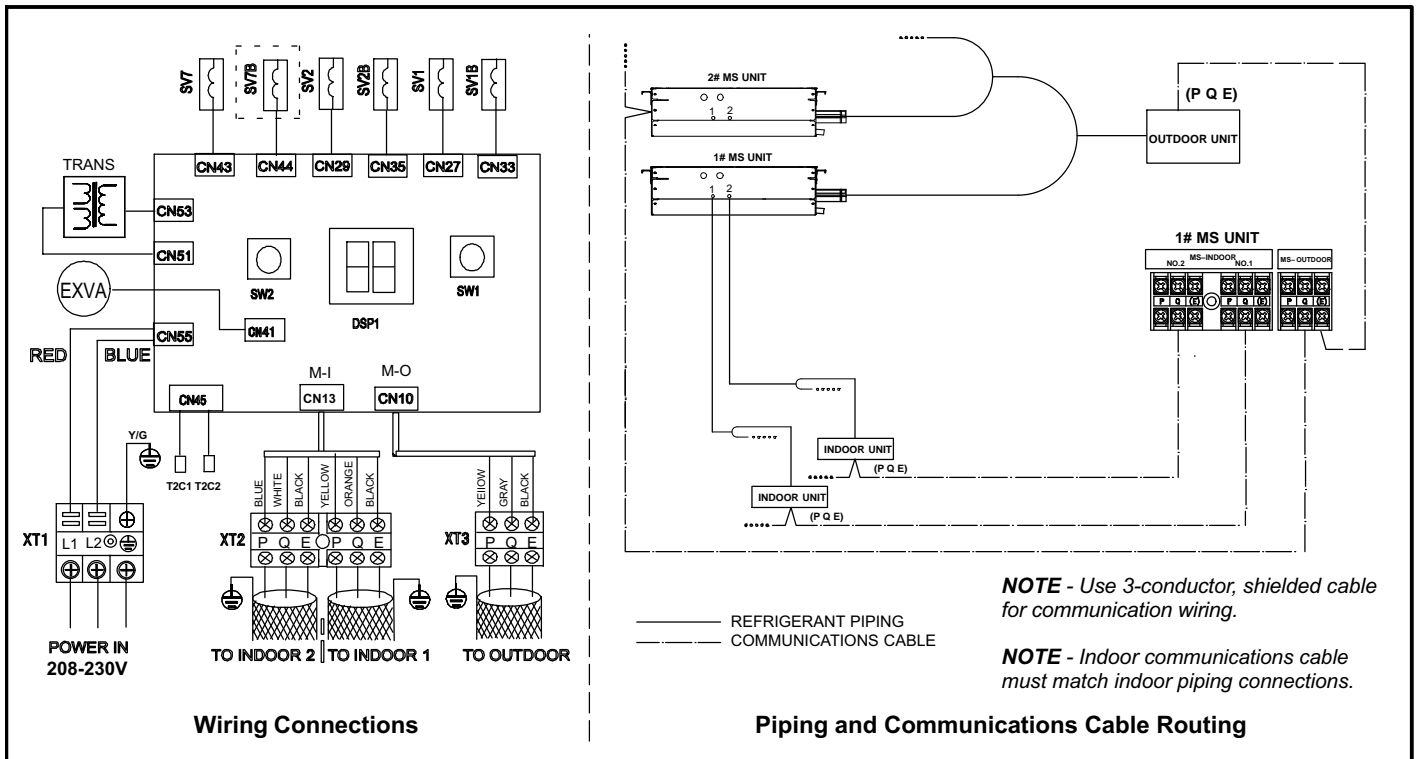 SV7
SV7B
SV2
SV2B
SV1
SV1B
CN43
CN44
CN29
CN35
CN27
CN33
TRANS
CN53
CN51
EXVA
SW2
DSP1
SW1
CN41
CN55
RED
BLUE
M-I
M-O
CN45
CN13
CN10
Y/G
T2C1 T2C2
BLUE
WHITE
BLACK
YELLOW
ORANGE
BLACK
YEllOW
GRAY
BLACK
XT1
L1 L2
XT2
P Q E P Q E
XT3
P Q E
POWER IN
208-230V
TO INDOOR 2
TO INDOOR 1
TO OUTDOOR
Wiring Connections
2# MS UNIT
1 2
1# MS UNIT
1 2
(P Q E)
OUTDOOR UNIT
1# MS UNIT
MS-INDOOR
NO.2
NO.1
MS- OUTDOOR
P Q (E) P Q (E) P Q (E)
INDOOR UNIT
(P Q E)
INDOOR UNIT
(P Q E)
REFRIGERANT PIPING
COMMUNICATIONS CABLE
NOTE - Use 3-conductor, shielded cable
for communication wiring.
NOTE - Indoor communications cable
must match indoor piping connections.
Piping and Communications Cable Routing